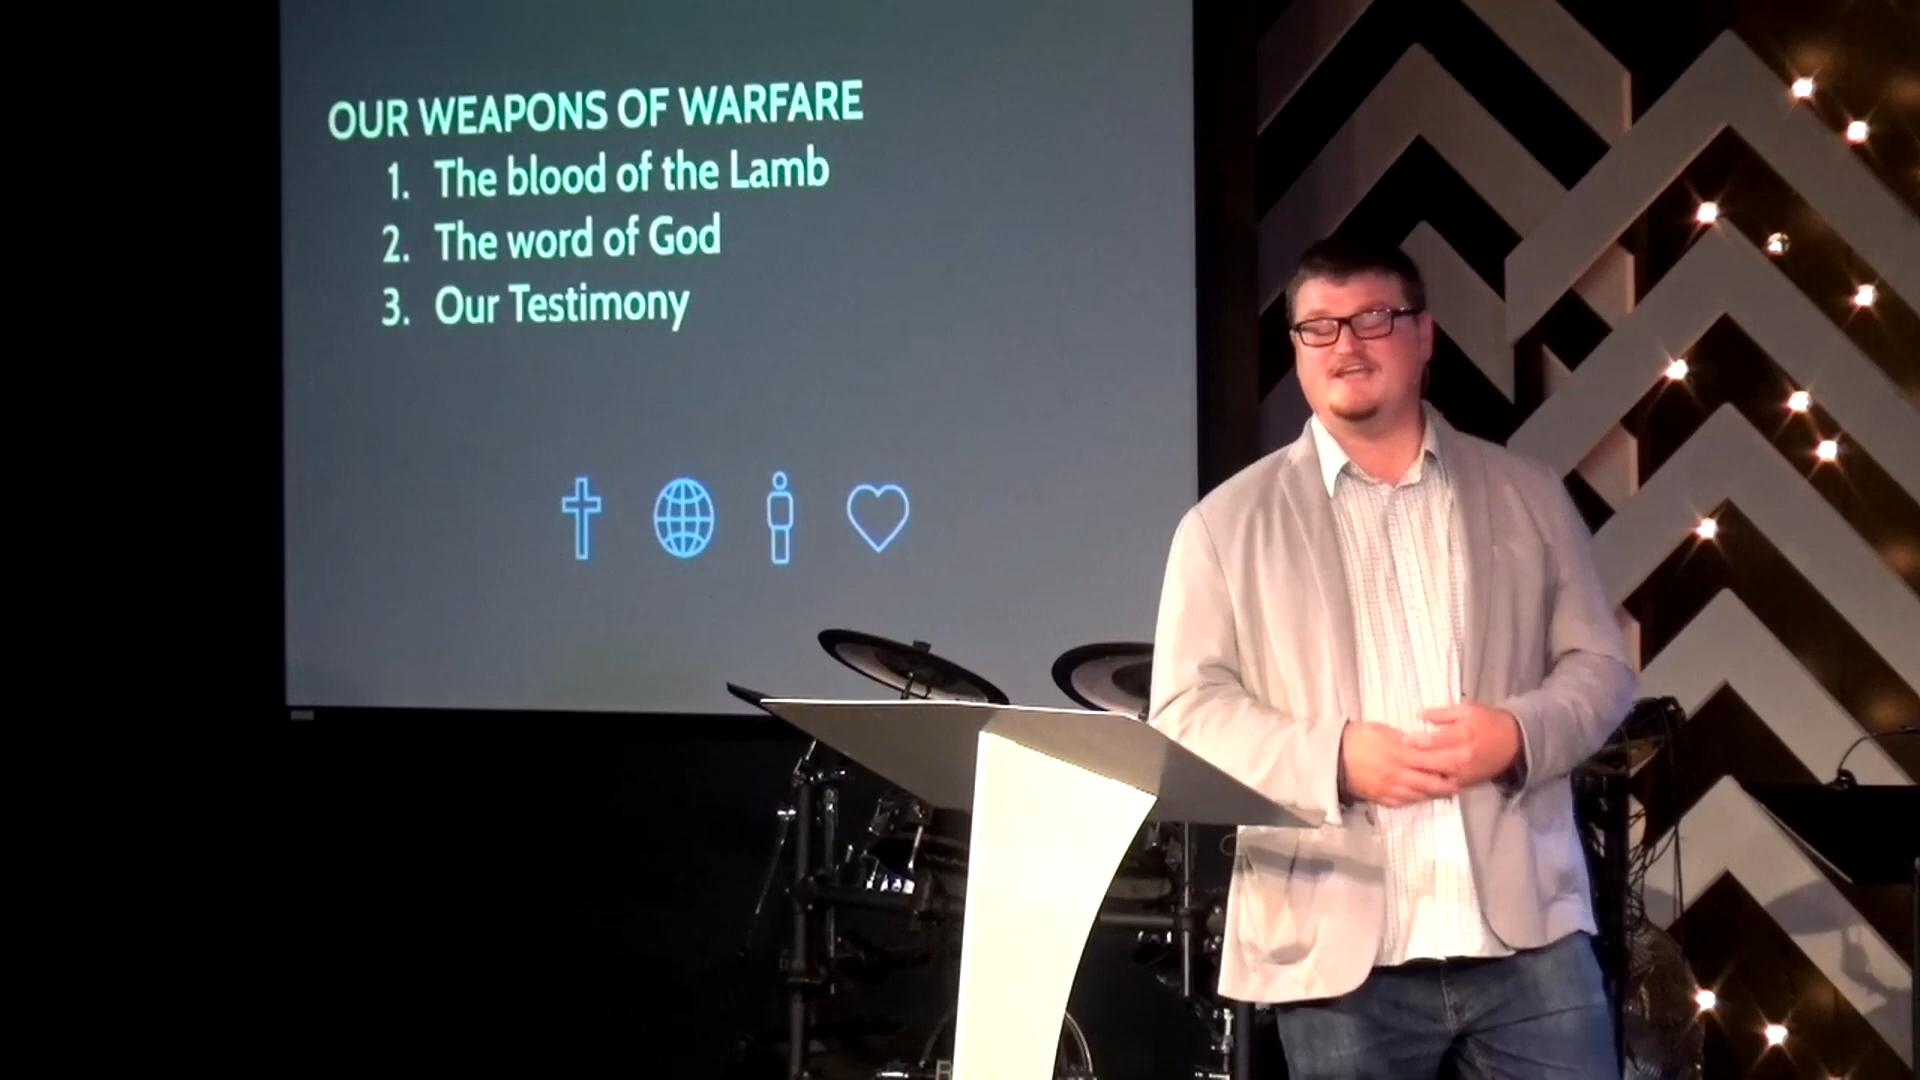 OUR WEAPONS OF WARFARE
1. The blood of the Lamb
2. The word of God
3. Our Testimony